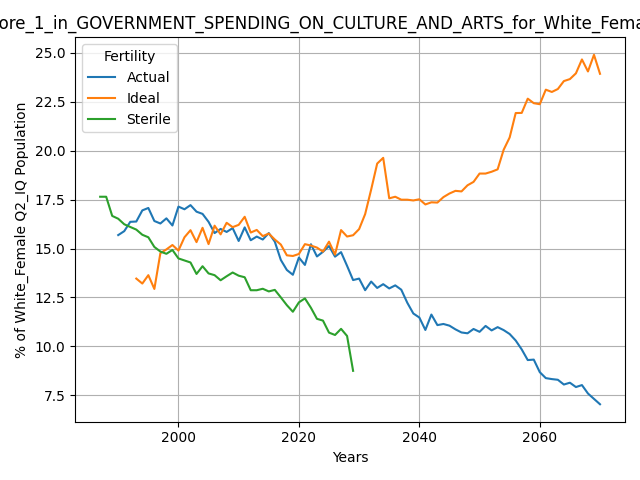 ore_1_in_GOVERNMENT_SPENDING_ON_CULTURE_AND_ARTS_for_White_Fema
25.0
22.5
20.0
17.5
15.0
12.5
10.0
7.5
% of White_Female Q2_IQ Population
Fertility
Actual
Ideal
Sterile
2000
2020
2040
2060
Years